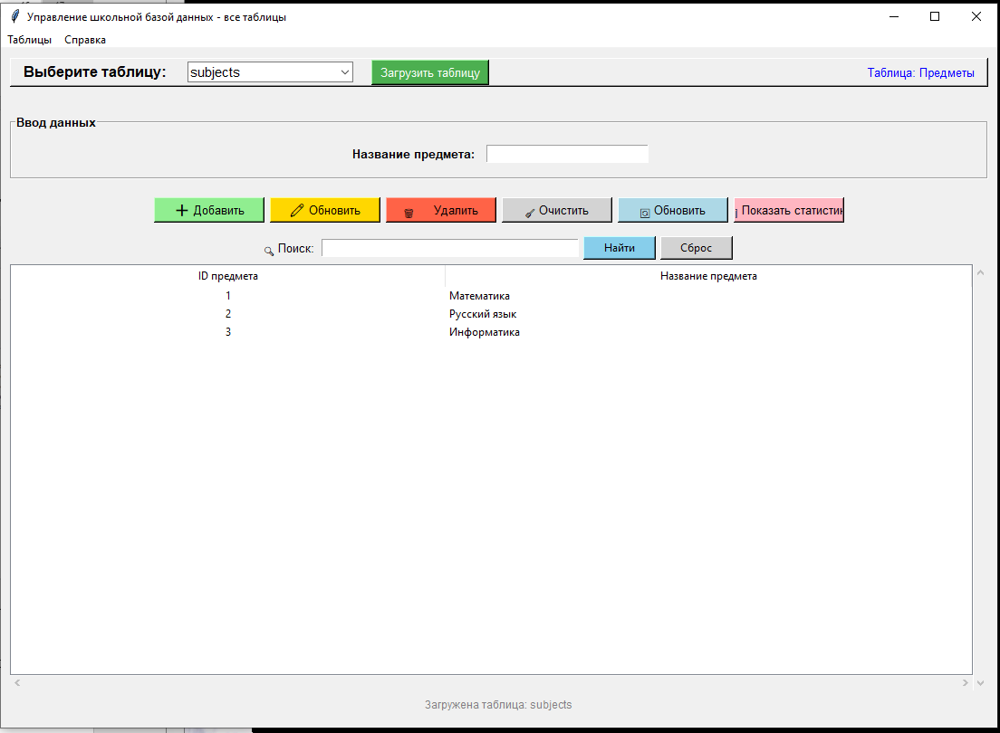 Управление школьной базой данных - все таблицы
Таблицы Справка
Выберите таблицу: subjects Загрузить таблицу Таблица: Предметы
Ввод данных
Название предмета:
Добавить Обновить Удалить Очистить Обновить Показать статистик
Поиск: Найти Сброс
ID предмета Название предмета
1 Математика
2 Русский язык
3 Информатика
Загружена таблица: subjects